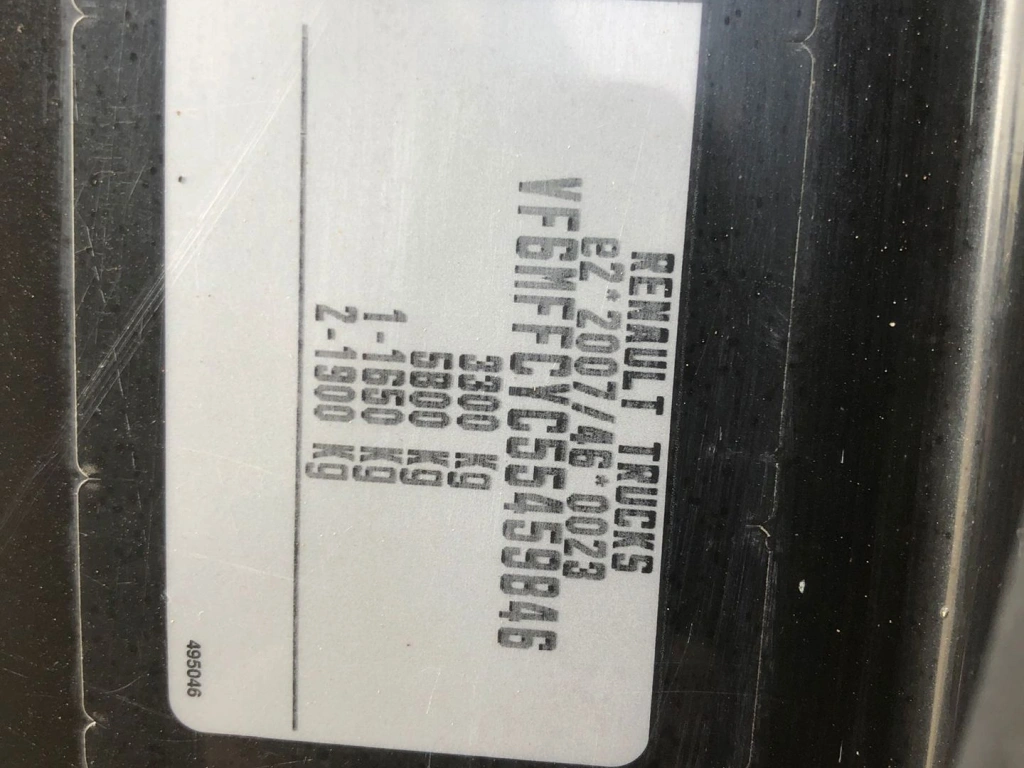 RENAULT TRUCKS
e2*2007/46*0023
VF6MFFCYC55459846
3300 kg
5800 kg
1-1650 kg
2-1900 kg
495046